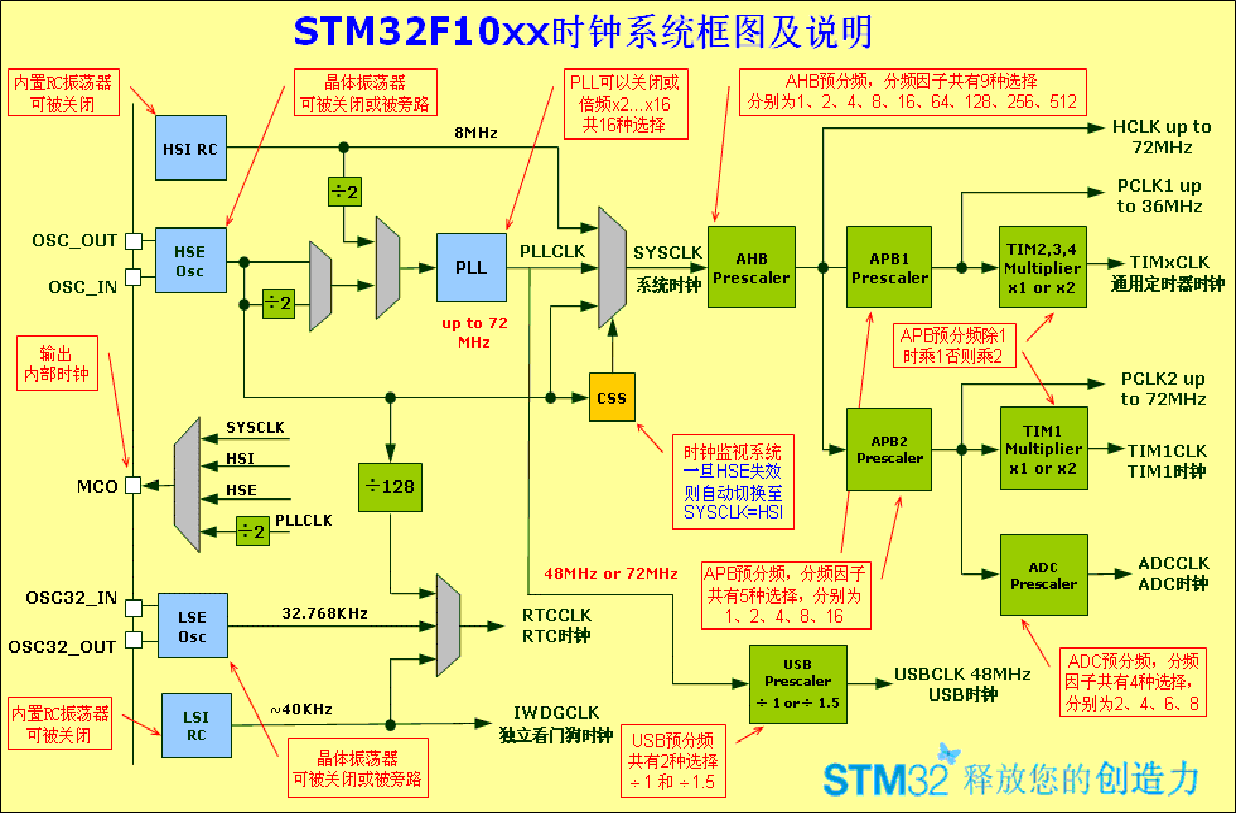 STM32F10xx时钟系统框图及说明
内置RC振荡器
可被关闭
晶体振荡器
可被关闭或被旁路
PLL可以关闭或
倍频x2...x16
共16种选择
AHB预分频，分频因子共有9种选择
分别为1、2、4、8、16、64、128、256、512
HSI RC
8MHz
÷2
HCLK up to
72MHz
PCLK1 up
to 36MHz
OSC_OUT
OSC_IN
HSE
Osc
÷2
PLL
PLLCLK
up to 72
MHz
SYSCLK
系统时钟
AHB
Prescaler
APB1
Prescaler
TIM2,3,4
Multiplier
x1 or x2
TIMxCLK
通用定时器时钟
APB预分频除1
时乘1否则乘2
输出
内部时钟
CSS
PCLK2 up
to 72MHz
APB2
Prescaler
TIM1
Multiplier
x1 or x2
TIM1CLK
TIM1时钟
时钟监视系统
一旦HSE失效
则自动切换至
SYSCLK=HSI
MCO
SYSCLK
HSI
HSE
PLLCLK
÷2
÷128
48MHz or 72MHz
APB预分频，分频因子
共有5种选择，分别为
1、2、4、8、16
ADC
Prescaler
ADCCLK
ADC时钟
OSC32_IN
OSC32_OUT
LSE
Osc
32.768KHz
RTCCLK
RTC时钟
USB
Prescaler
÷ 1 or÷ 1.5
USBCLK 48MHz
USB时钟
ADC预分频，分频
因子共有4种选择，
分别为2、4、6、8
内置RC振荡器
可被关闭
LSI
RC
~40KHz
IWDGCLK
独立看门狗时钟
晶体振荡器
可被关闭或被旁路
USB预分频
共有2种选择
÷1 和 ÷1.5
STM32 释放您的创造力